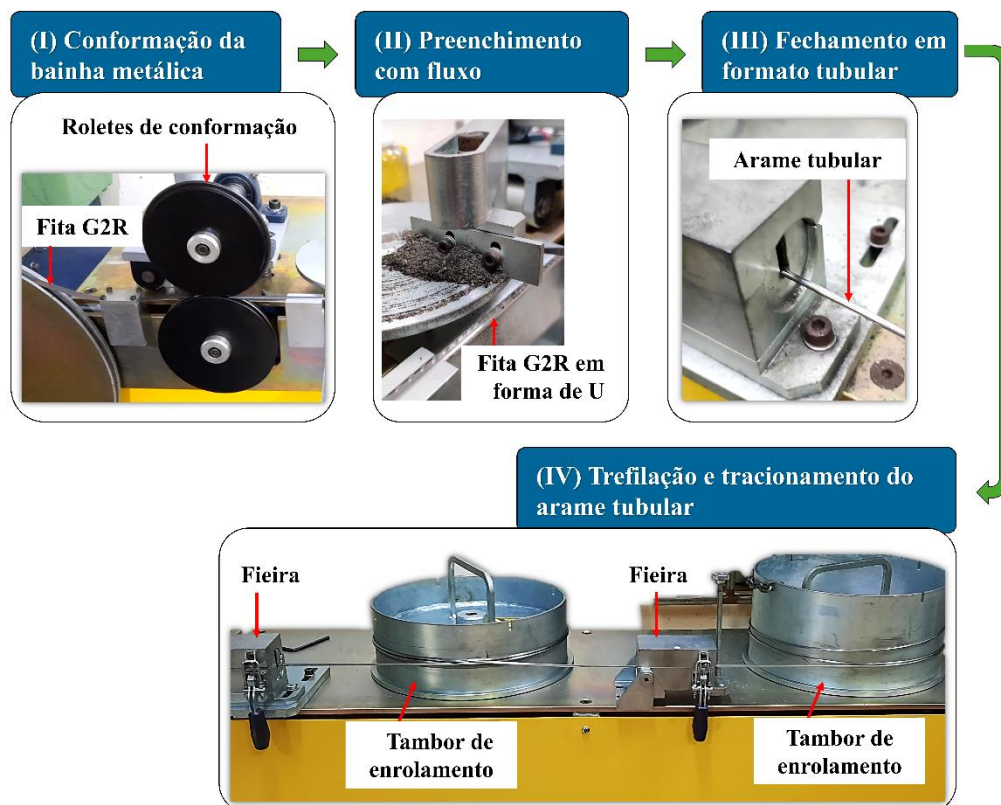 (I) Conformação da
bainha metálica
(II) Preenchimento
com fluxo
(III) Fechamento em
formato tubular
Roletes de conformação
Fita G2R
Fita G2R em
forma de U
Arame tubular
(IV) Trefilação e tracionamento do
arame tubular
Fieira
Fieira
Tambor de
enrolamento
Tambor de
enrolamento